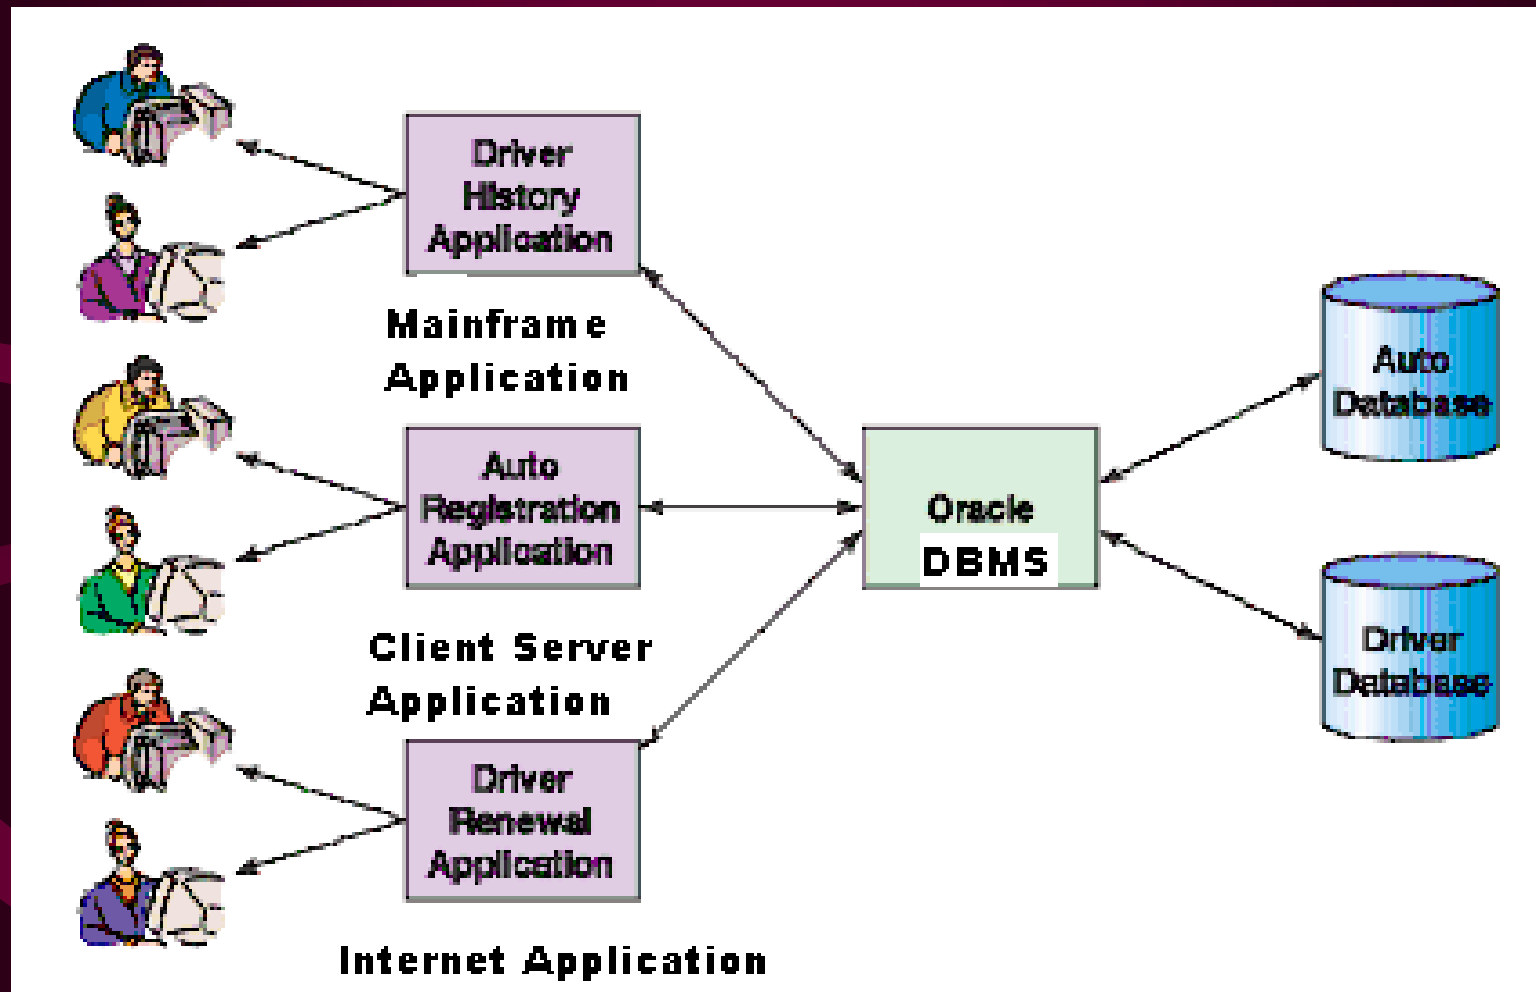 Driver
History
Application
Mainframe
Application
Auto
Registration
Application
Client Server
Application
Driver
Renewal
Application
Internet Application
Oracle
DBMS
Auto
Database
Driver
Database